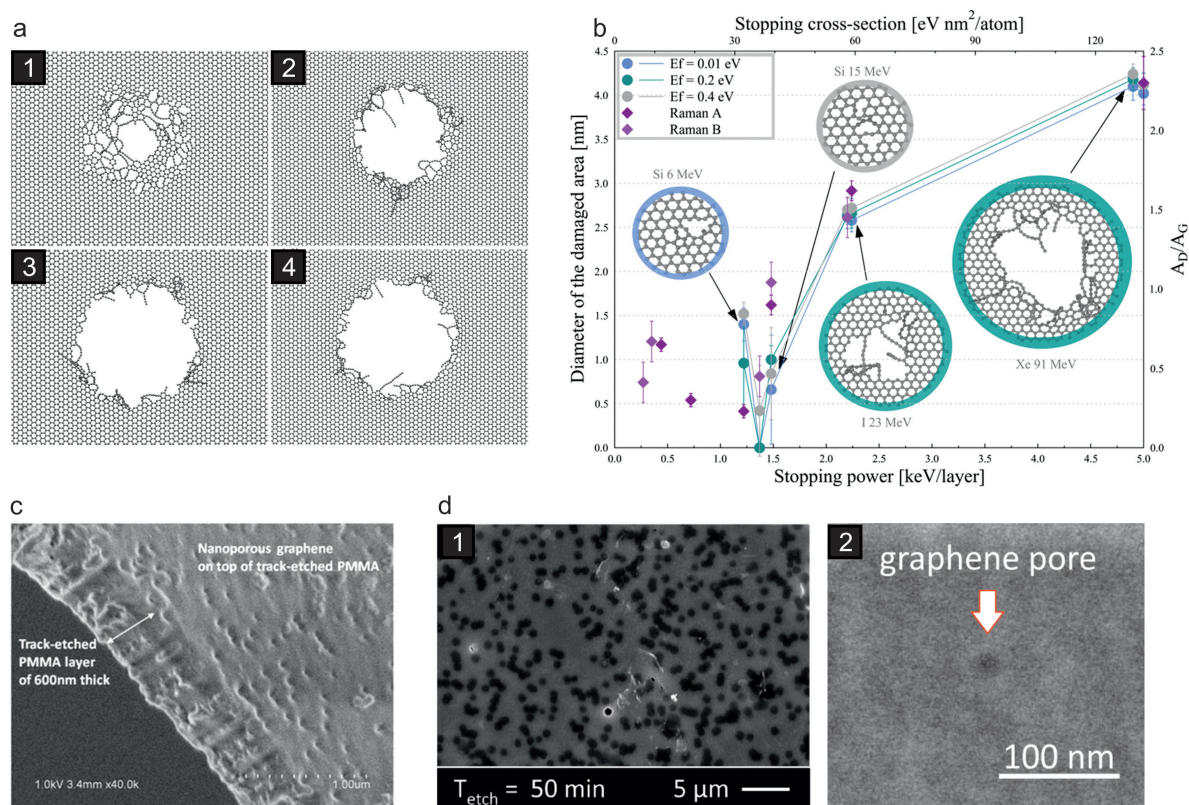 a
1
2
3
4
b
Stopping cross-section [eV nm²/atom]
0 30 60 90 120
Diameter of the damaged area [nm]
4.5
4.0
3.5
3.0
2.5
2.0
1.5
1.0
0.5
0.0
Ef = 0.01 eV
Ef = 0.2 eV
Ef = 0.4 eV
Raman A
Raman B
Si 15 MeV
Si 6 MeV
I 23 MeV
Xe 91 MeV
2.5
2.0
1.5
1.0
0.5
0.0
A_D/A_G
0.0 0.5 1.0 1.5 2.0 2.5 3.0 3.5 4.0 4.5 5.0
Stopping power [keV/layer]
c
Nanoporous graphene
on top of track-etched PMMA
Track-etched
PMMA layer
of 600nm thick
1.0kV 3.4mm x40.0k
1.00um
d
1
T_etch = 50 min 5 µm
2
graphene pore
100 nm